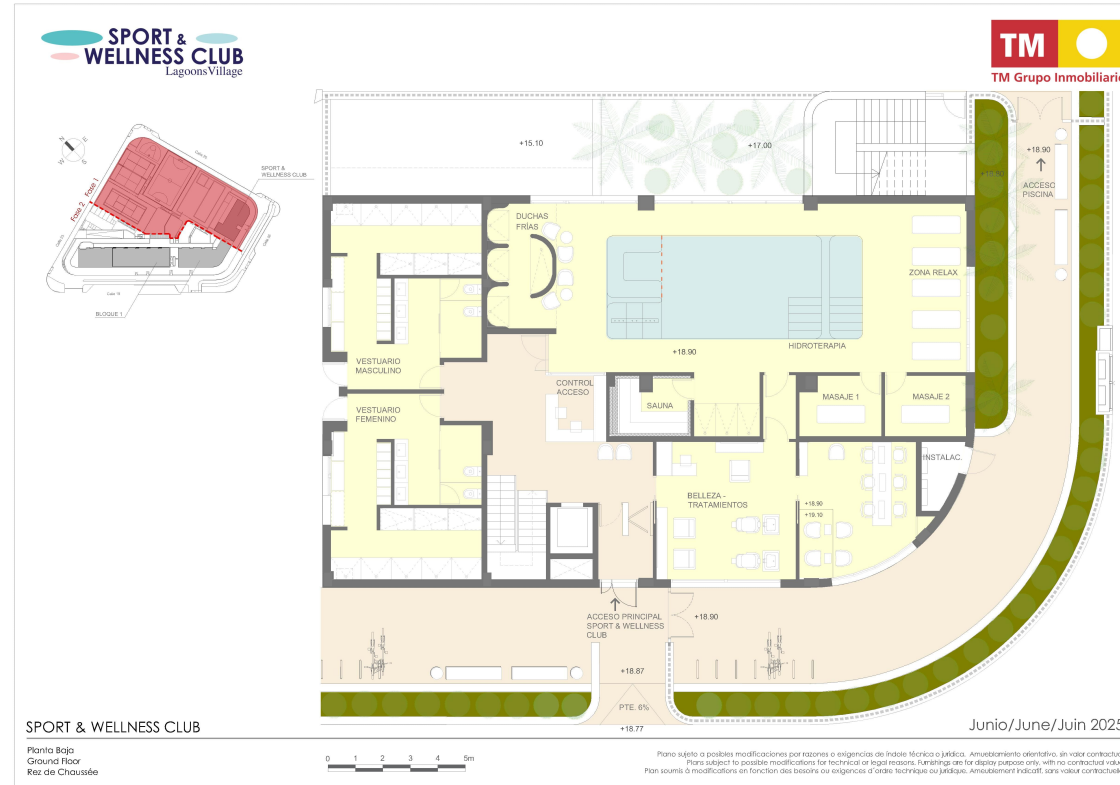 SPORT &
WELLNESS CLUB
LagoonsVillage
TM
TM Grupo Inmobiliario
N
E
W
S
Fase 1
Fase 2
SPORT &
WELLNESS CLUB
BLOQUE 1
+15.10
+17.00
+18.90
ACCESO
PISCINA
DUCHAS
FRÍAS
ZONA RELAX
HIDROTERAPIA
+18.90
VESTUARIO
MASCULINO
CONTROL
ACCESO
SAUNA
MASAJE 1
MASAJE 2
VESTUARIO
FEMENINO
INSTALAC.
BELLEZA -
TRATAMIENTOS
+18.90
+19.10
ACCESO PRINCIPAL
SPORT & WELLNESS
CLUB
+18.90
+18.87
PTE. 6%
+18.77
SPORT & WELLNESS CLUB
Junio/June/Juin 2025
Planta Baja
Ground Floor
Rez de Chaussée
0 1 2 3 4 5m
Plano sujeto a posibles modificaciones por razones o exigencias de índole técnica o jurídica. Amueblamiento orientativo, sin valor contractual
Plans subject to possible modifications for technical or legal reasons. Furnishings are for display purpose only, with no contractual value
Plan soumis à modifications en fonction des besoins ou exigences d'ordre technique ou juridique. Ameublement indicatif, sans valeur contractuelle